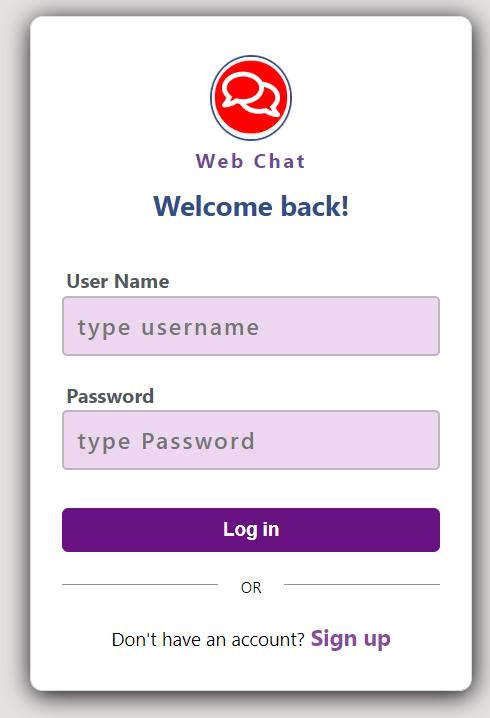 Web Chat
Welcome back!
User Name
type username
Password
type Password
Log in
OR
Don't have an account? Sign up